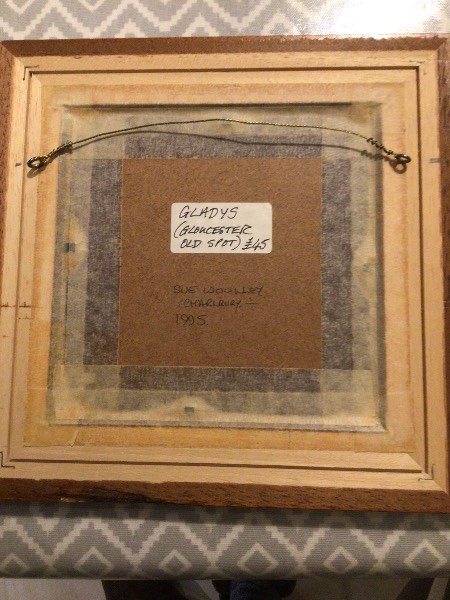 GLADYS
(GLOUCESTER
OLD SPOT) £45
SUE WOOLLEY
CHARLBURY —
1995